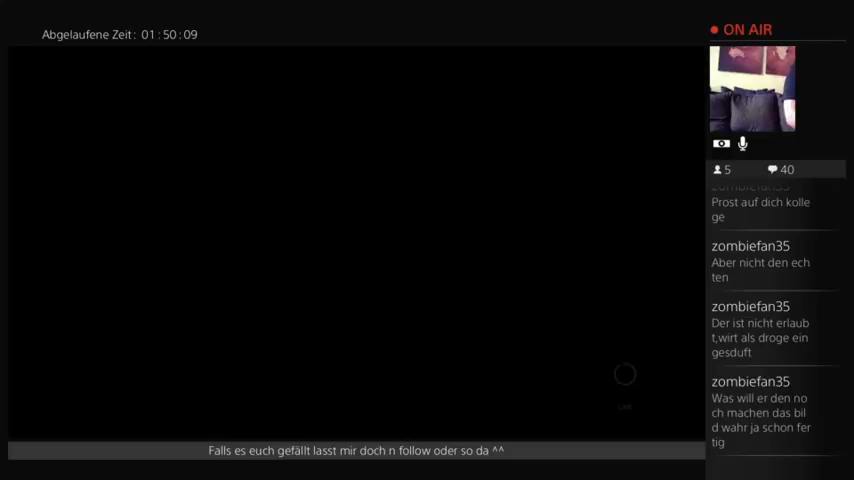 Abgelaufene Zeit: 01:50:09
ON AIR
5 40
zombiefan35
Prost auf dich kolle
ge
zombiefan35
Aber nicht den ech
ten
zombiefan35
Der ist nicht erlaub
t,wirt als droge ein
gesduft
zombiefan35
Was will er den no
ch machen das bil
d wahr ja schon fer
tig
LIVE
Falls es euch gefällt lasst mir doch n follow oder so da ^^